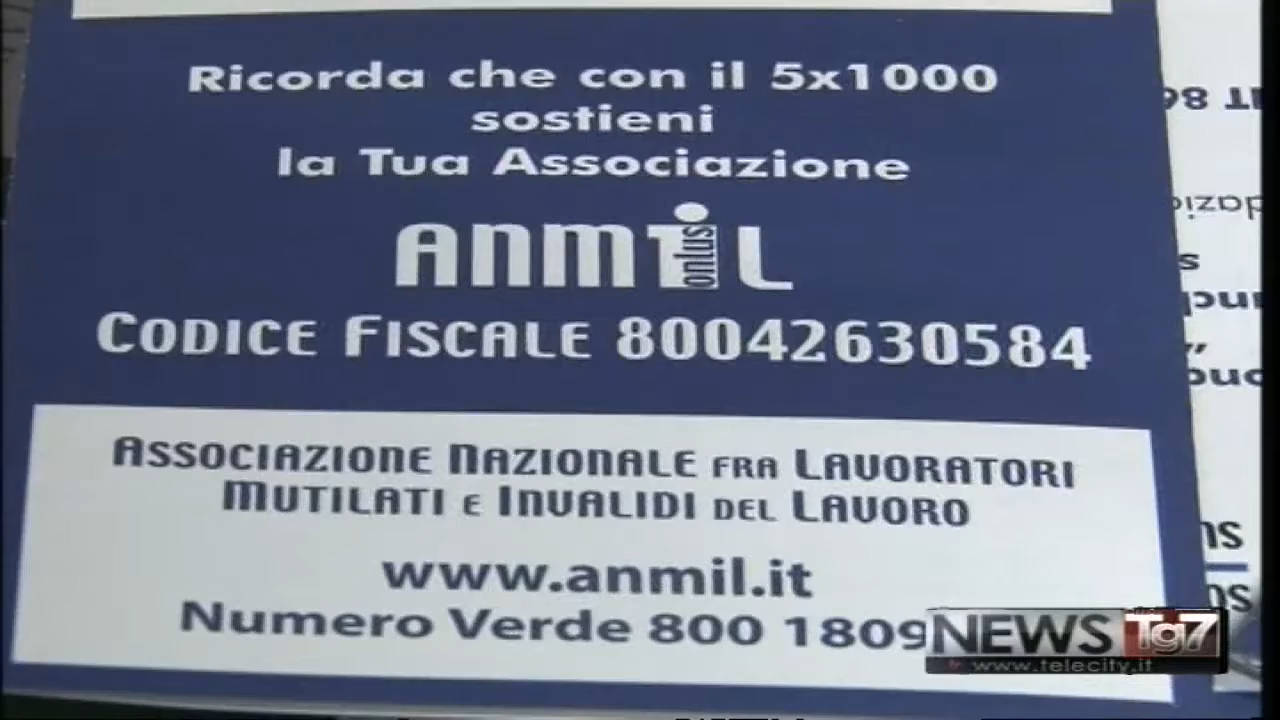 Ricorda che con il 5x1000
sostieni
la Tua Associazione
ANMiL
onlus
CODICE FISCALE 80042630584
ASSOCIAZIONE NAZIONALE FRA LAVORATORI
MUTILATI E INVALIDI DEL LAVORO
www.anmil.it
Numero Verde 800 1809
NEWS Tg7
www.telecity.it